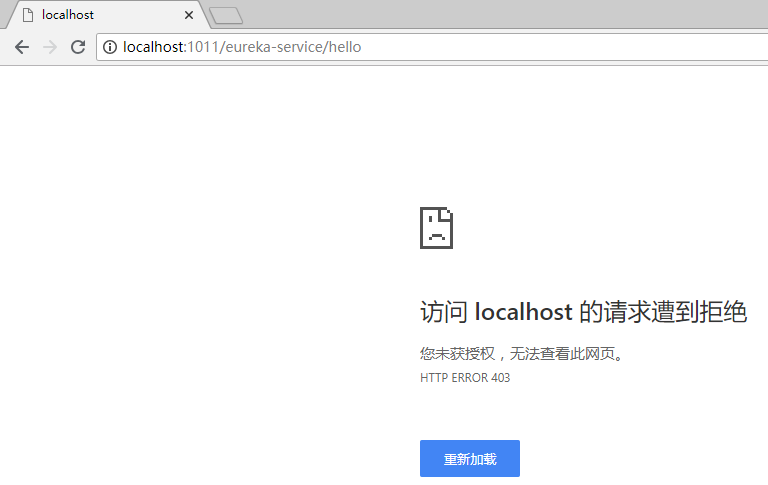 localhost
localhost:1011/eureka-service/hello
访问 localhost 的请求遭到拒绝
您未获授权，无法查看此网页。
HTTP ERROR 403
重新加载